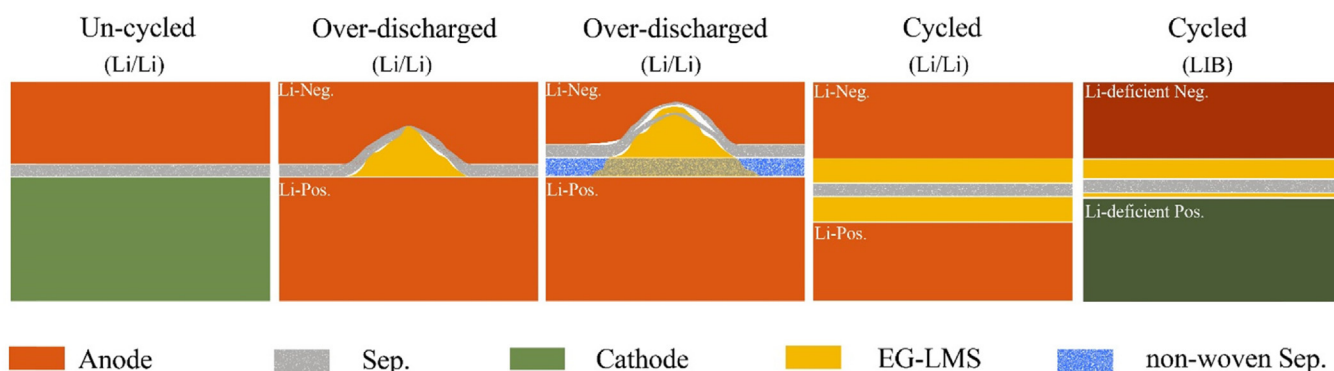 Un-cycled
(Li/Li)
Over-discharged
(Li/Li)
Over-discharged
(Li/Li)
Cycled
(Li/Li)
Cycled
(LIB)
Li-Neg.
Li-Pos.
Li-Neg.
Li-Pos.
Li-Neg.
Li-Pos.
Li-deficient Neg.
Li-deficient Pos.
Anode
Sep.
Cathode
EG-LMS
non-woven Sep.